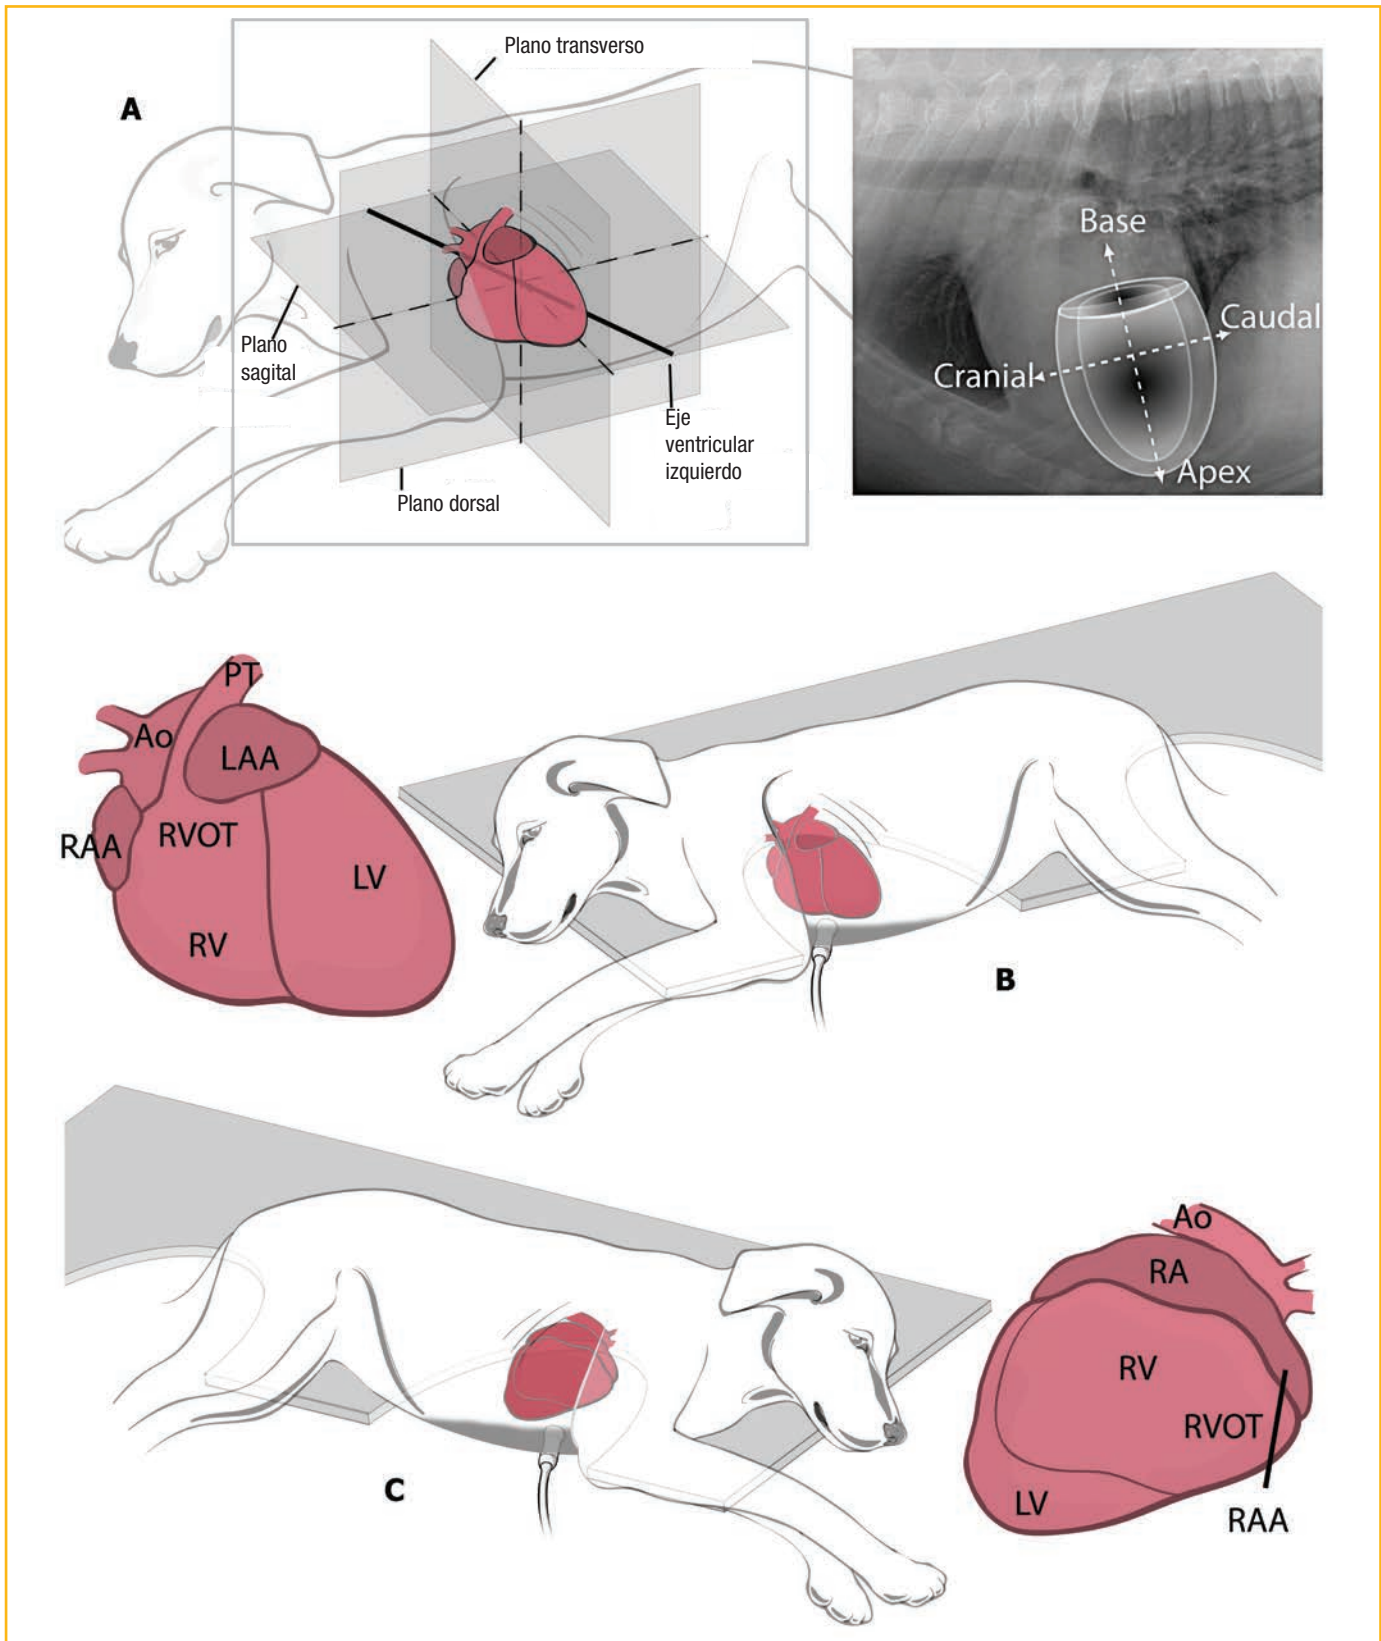 Plano transverso
A
Base
Caudal
Cranial
Apex
Plano
sagital
Eje
ventricular
izquierdo
Plano dorsal
PT
Ao
LAA
RAA
RVOT
LV
RV
B
Ao
RA
RV
RVOT
LV
RAA
C